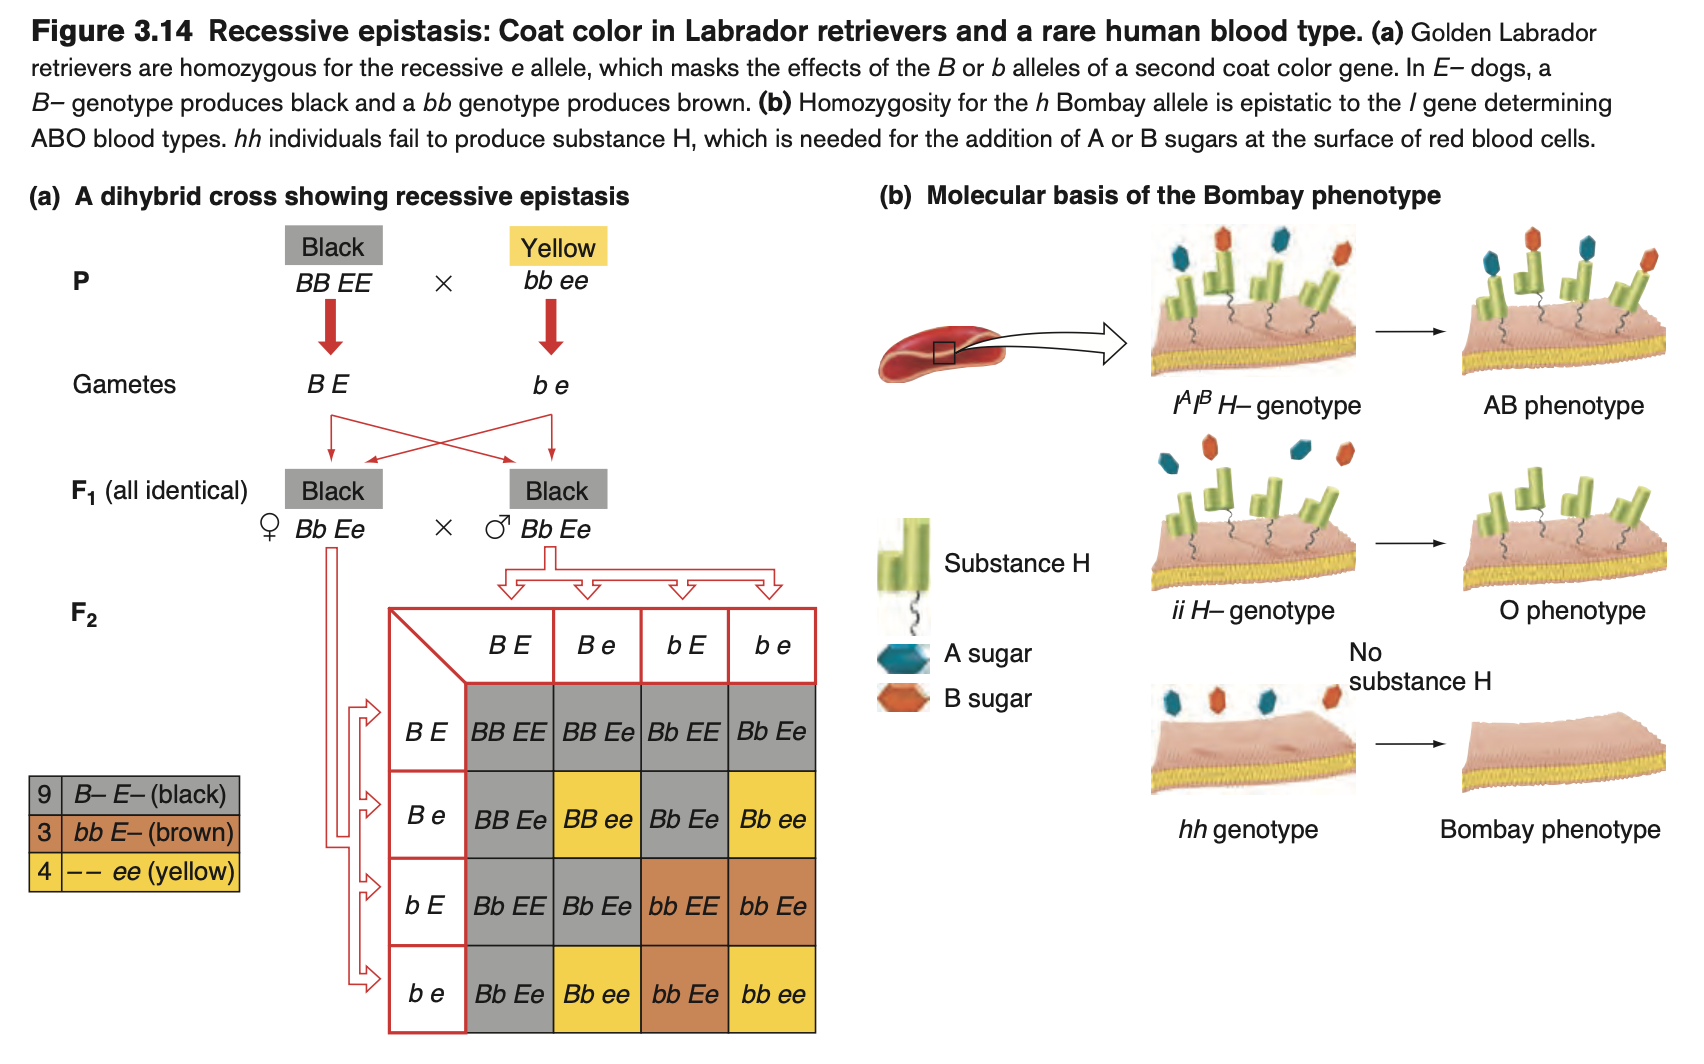 Figure 3.14 Recessive epistasis: Coat color in Labrador retrievers and a rare human blood type. (a) Golden Labrador
retrievers are homozygous for the recessive e allele, which masks the effects of the B or b alleles of a second coat color gene. In E– dogs, a
B– genotype produces black and a bb genotype produces brown. (b) Homozygosity for the h Bombay allele is epistatic to the I gene determining
ABO blood types. hh individuals fail to produce substance H, which is needed for the addition of A or B sugars at the surface of red blood cells.
(a) A dihybrid cross showing recessive epistasis
Black Yellow
P BB EE × bb ee
Gametes B E b e
F1 (all identical) Black Black
♀ Bb Ee × ♂ Bb Ee
F2
B E B e b E b e
B E BB EE BB Ee Bb EE Bb Ee
B e BB Ee BB ee Bb Ee Bb ee
b E Bb EE Bb Ee bb EE bb Ee
b e Bb Ee Bb ee bb Ee bb ee
9 B– E– (black)
3 bb E– (brown)
4 –– ee (yellow)
(b) Molecular basis of the Bombay phenotype
IAIB H– genotype AB phenotype
Substance H
A sugar
B sugar
ii H– genotype O phenotype
No
substance H
hh genotype Bombay phenotype